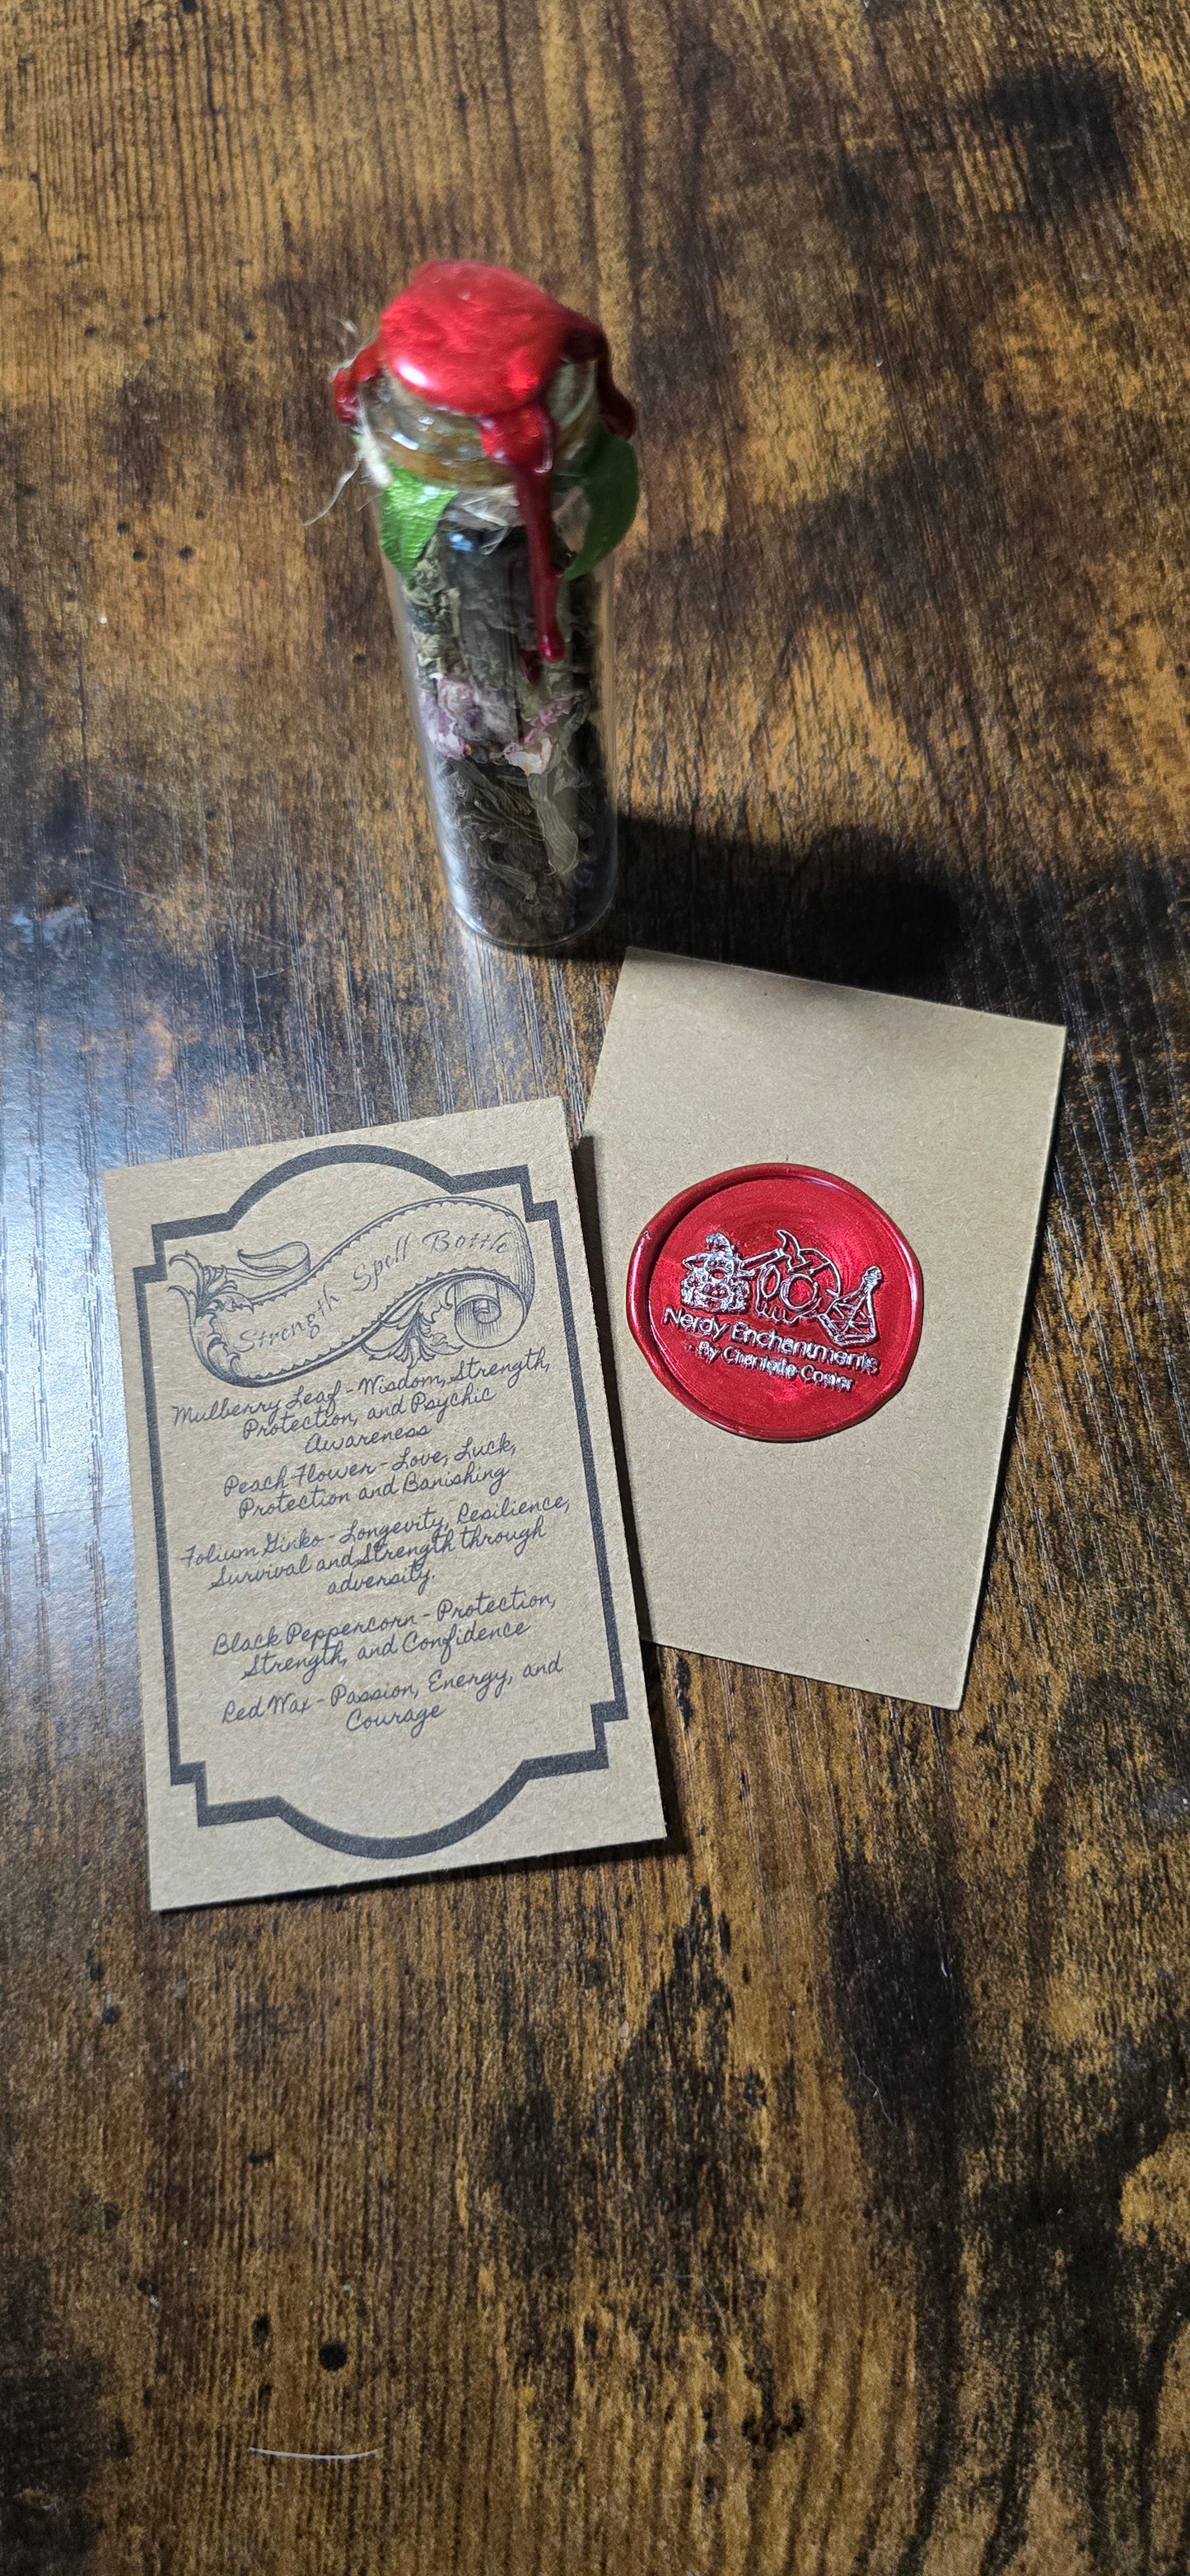 Strength Spell Bottle
Mulberry Leaf - Wisdom, Strength,
Protection, and Psychic
Awareness
Peach Flower - Love, Luck,
Protection and Banishing
Folium Ginko - Longevity, Resilience,
Survival and Strength through
adversity.
Black Peppercorn - Protection,
Strength, and Confidence
Red Wax - Passion, Energy, and
Courage
Nerdy Enchantments
By Chantelle